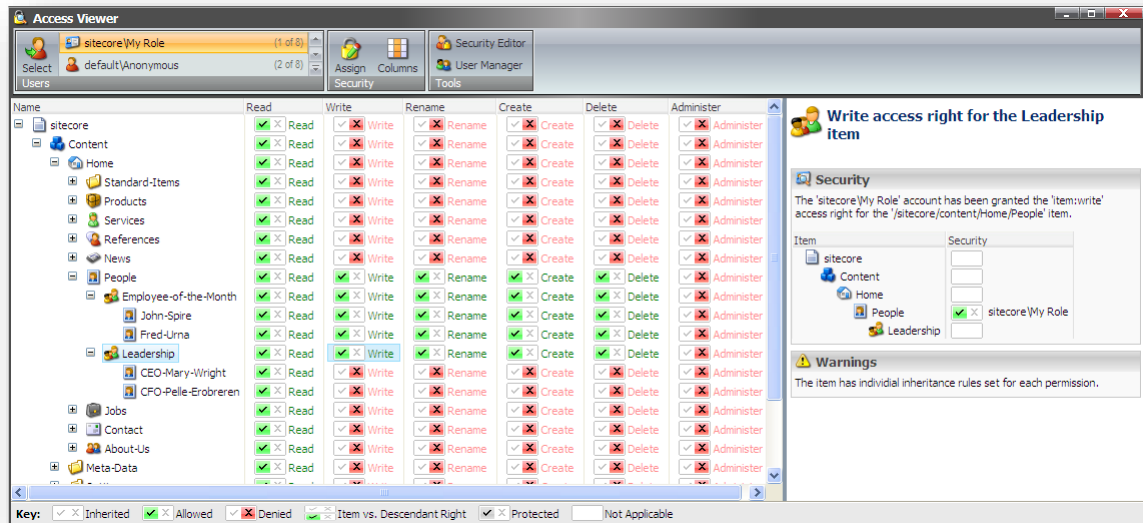 Access Viewer
sitecore\My Role (1 of 8)
default\Anonymous (2 of 8)
Select
Users
Assign Columns
Security
Security Editor
User Manager
Tools
Name Read Write Rename Create Delete Administer
sitecore Read Write Rename Create Delete Administer
Content Read Write Rename Create Delete Administer
Home Read Write Rename Create Delete Administer
Standard-Items Read Write Rename Create Delete Administer
Products Read Write Rename Create Delete Administer
Services Read Write Rename Create Delete Administer
References Read Write Rename Create Delete Administer
News Read Write Rename Create Delete Administer
People Read Write Rename Create Delete Administer
Employee-of-the-Month Read Write Rename Create Delete Administer
John-Spire Read Write Rename Create Delete Administer
Fred-Urna Read Write Rename Create Delete Administer
Leadership Read Write Rename Create Delete Administer
CEO-Mary-Wright Read Write Rename Create Delete Administer
CFO-Pelle-Erobreren Read Write Rename Create Delete Administer
Jobs Read Write Rename Create Delete Administer
Contact Read Write Rename Create Delete Administer
About-Us Read Write Rename Create Delete Administer
Meta-Data Read Write Rename Create Delete Administer
Write access right for the Leadership
item
Security
The 'sitecore\My Role' account has been granted the 'item:write'
access right for the '/sitecore/content/Home/People' item.
Item Security
sitecore
Content
Home
People sitecore\My Role
Leadership
Warnings
The item has individial inheritance rules set for each permission.
Key: Inherited Allowed Denied Item vs. Descendant Right Protected Not Applicable